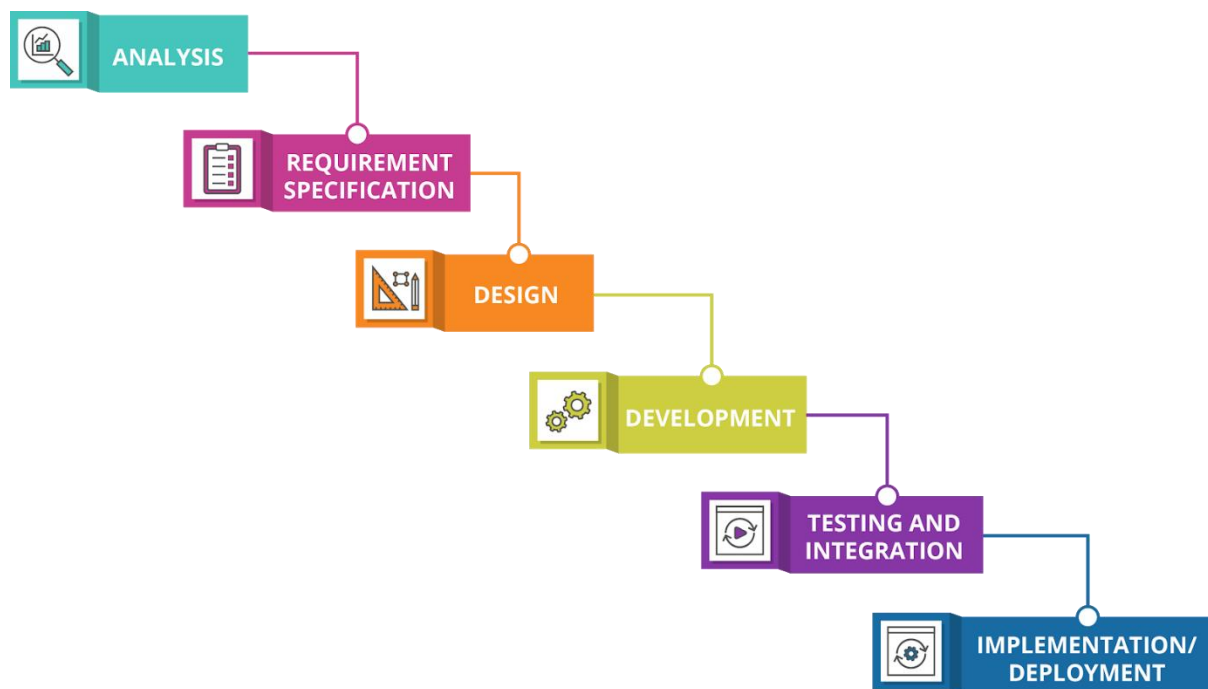 ANALYSIS
REQUIREMENT
SPECIFICATION
DESIGN
DEVELOPMENT
TESTING AND
INTEGRATION
IMPLEMENTATION/
DEPLOYMENT